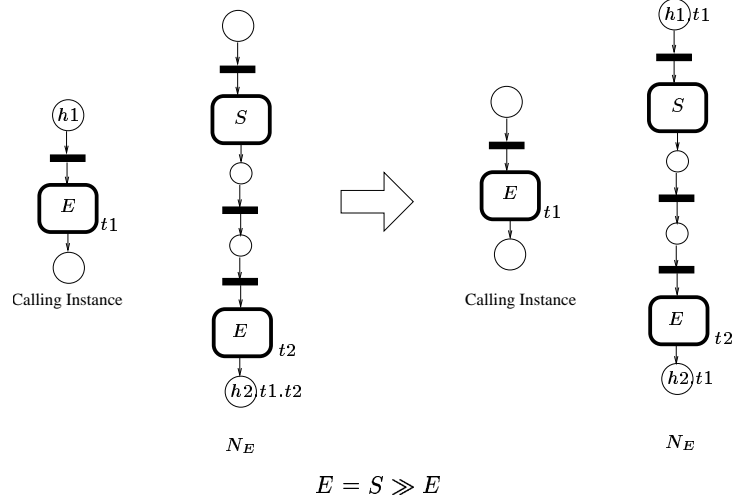 h1
E
t1
Calling Instance
S
E
t2
h2.t1.t2
N_E
E
t1
Calling Instance
h1.t1
S
E
t2
h2.t1
N_E
E = S ≫ E